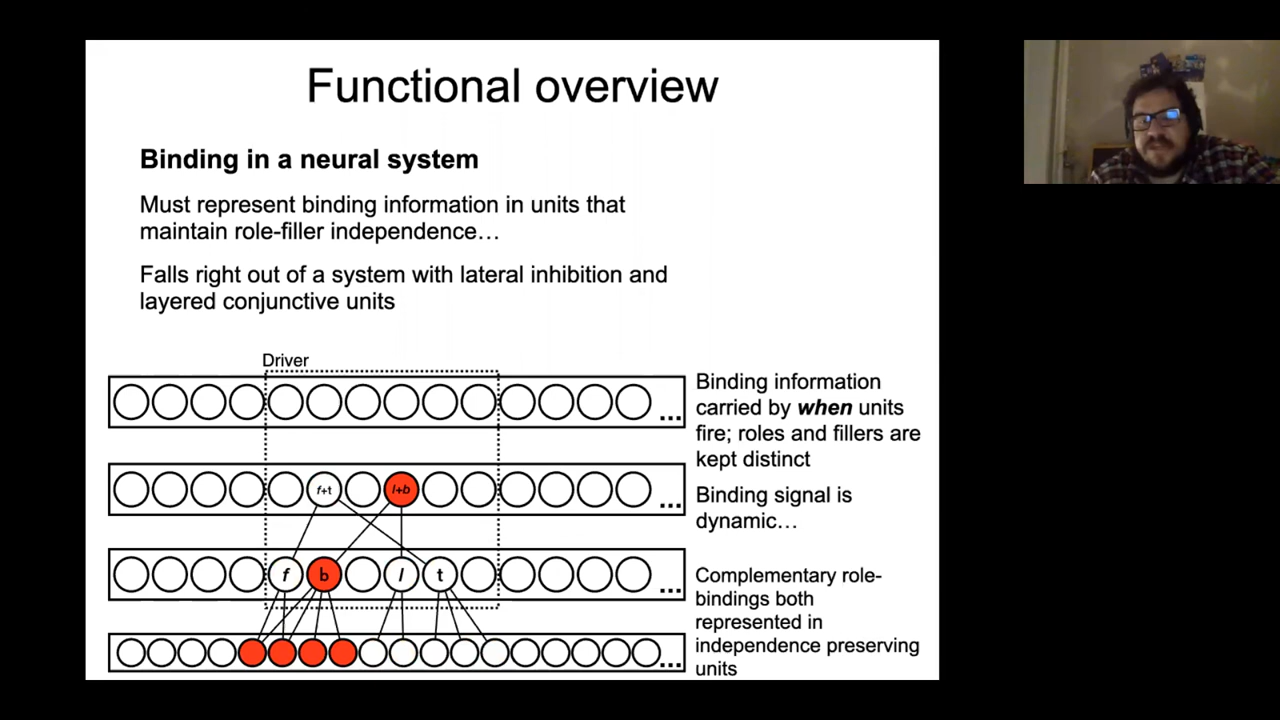 Functional overview
Binding in a neural system
Must represent binding information in units that
maintain role-filler independence…
Falls right out of a system with lateral inhibition and
layered conjunctive units
Driver
...
Binding information
carried by when units
fire; roles and fillers are
kept distinct
f+t
l+b
...
Binding signal is
dynamic…
f
b
l
t
...
Complementary role-
bindings both
represented in
independence preserving
units
...